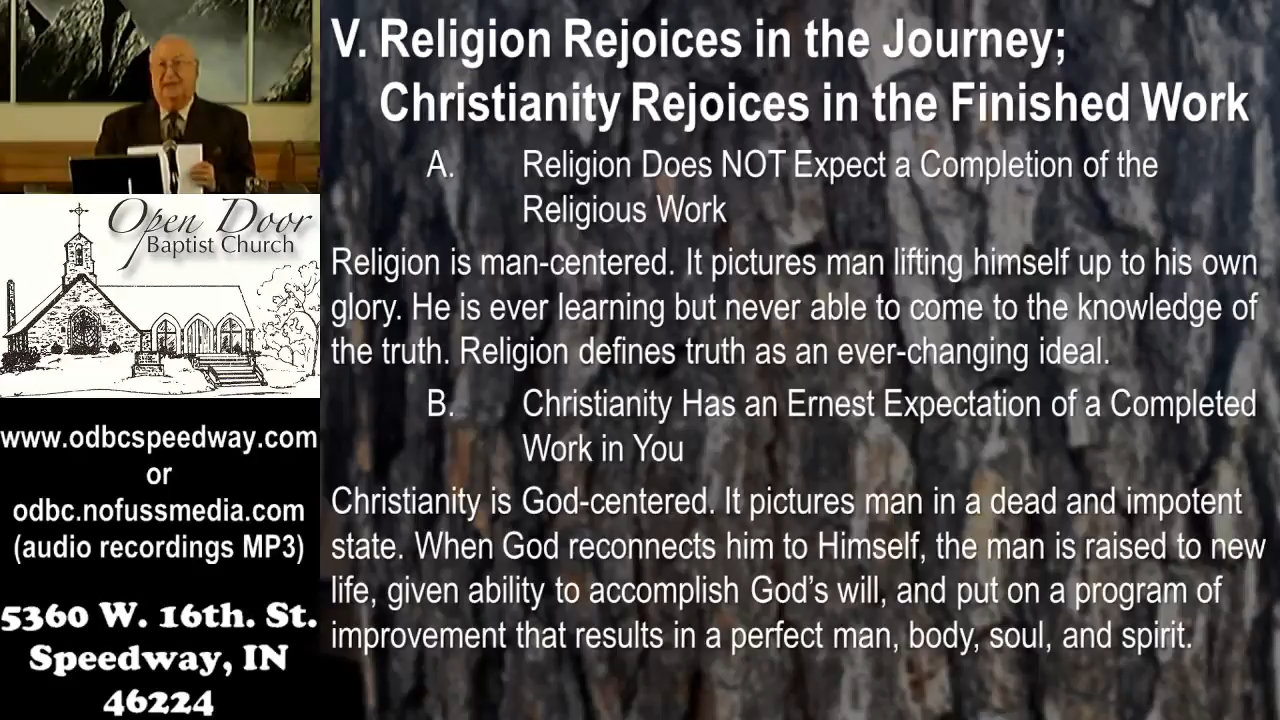 V. Religion Rejoices in the Journey;
Christianity Rejoices in the Finished Work
A. Religion Does NOT Expect a Completion of the
Religious Work
Religion is man-centered. It pictures man lifting himself up to his own
glory. He is ever learning but never able to come to the knowledge of
the truth. Religion defines truth as an ever-changing ideal.
B. Christianity Has an Ernest Expectation of a Completed
Work in You
Christianity is God-centered. It pictures man in a dead and impotent
state. When God reconnects him to Himself, the man is raised to new
life, given ability to accomplish God's will, and put on a program of
improvement that results in a perfect man, body, soul, and spirit.
Open Door
Baptist Church
www.odbcspeedway.com
or
odbc.nofussmedia.com
(audio recordings MP3)
5360 W. 16th. St.
Speedway, IN
46224